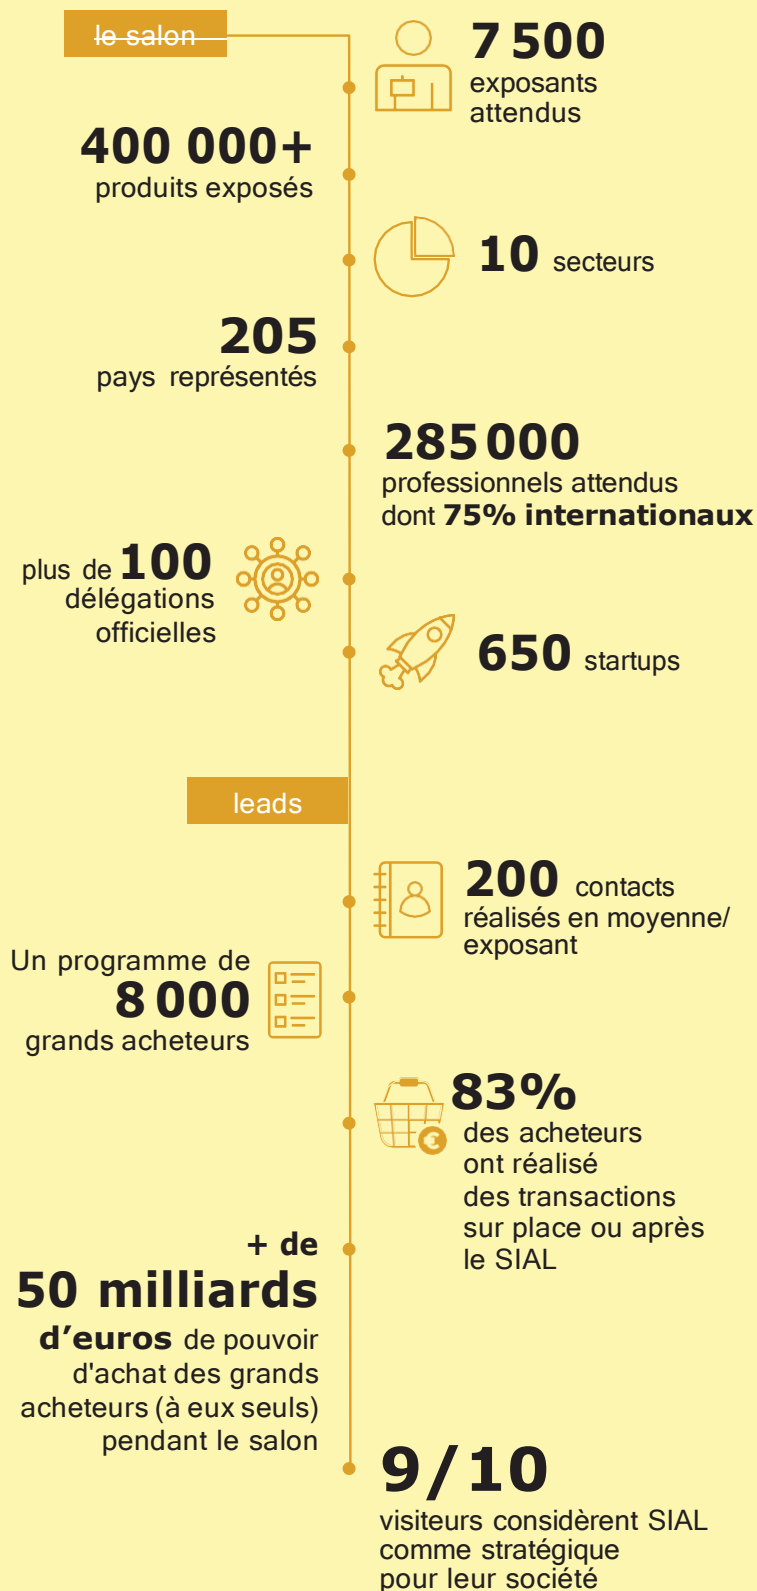 le salon
7 500
exposants
attendus
400 000+
produits exposés
10 secteurs
205
pays représentés
285 000
professionnels attendus
dont 75% internationaux
plus de 100
délégations
officielles
650 startups
leads
200 contacts
réalisés en moyenne/
exposant
Un programme de
8 000
grands acheteurs
83%
des acheteurs
ont réalisé
des transactions
sur place ou après
le SIAL
+ de
50 milliards
d’euros de pouvoir
d'achat des grands
acheteurs (à eux seuls)
pendant le salon
9/10
visiteurs considèrent SIAL
comme stratégique
pour leur société